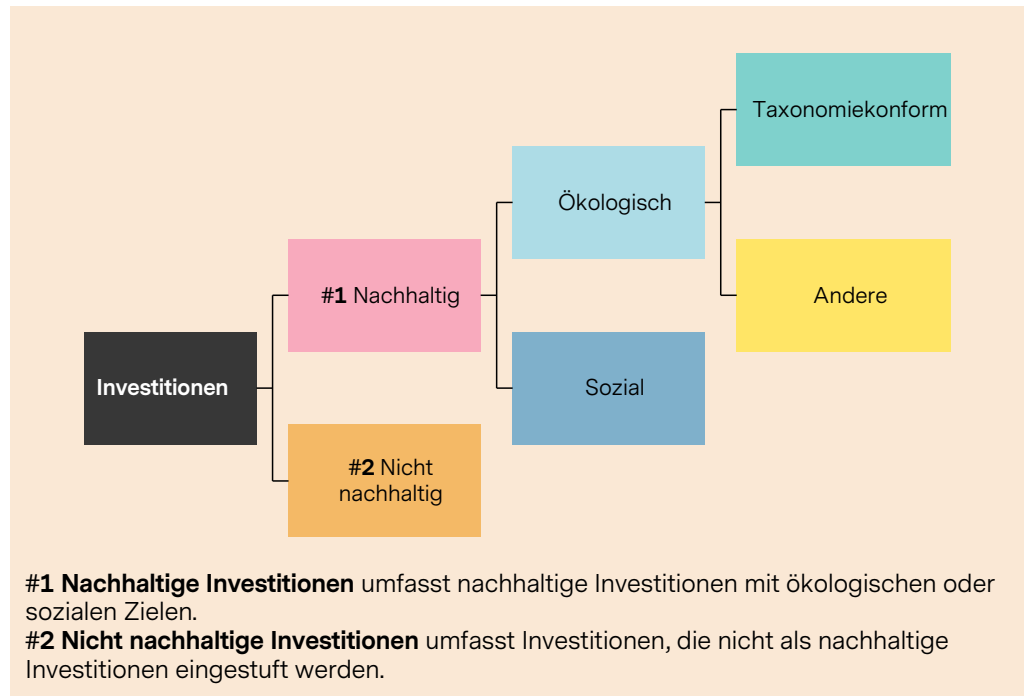 Taxonomiekonform
Ökologisch
#1 Nachhaltig
Andere
Investitionen
Sozial
#2 Nicht
nachhaltig
#1 Nachhaltige Investitionen umfasst nachhaltige Investitionen mit ökologischen oder
sozialen Zielen.
#2 Nicht nachhaltige Investitionen umfasst Investitionen, die nicht als nachhaltige
Investitionen eingestuft werden.